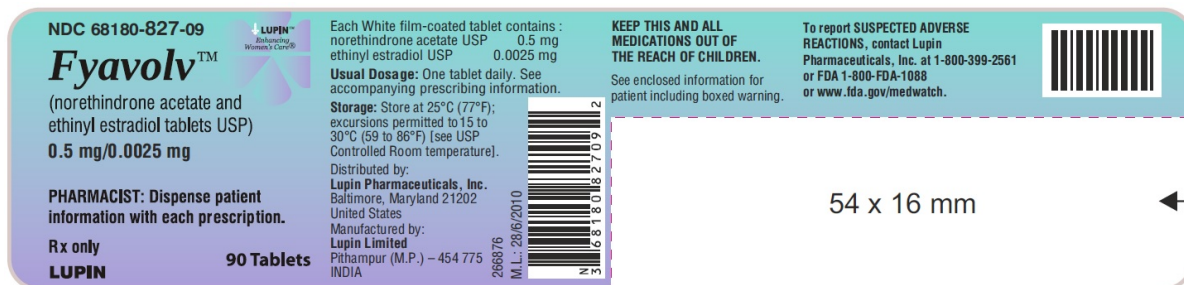 NDC 68180-827-09
LUPIN™
Enhancing
Women's Care®
Fyavolv™
(norethindrone acetate and
ethinyl estradiol tablets USP)
0.5 mg/0.0025 mg
PHARMACIST: Dispense patient
information with each prescription.
Rx only
LUPIN
90 Tablets
Each White film-coated tablet contains :
norethindrone acetate USP 0.5 mg
ethinyl estradiol USP 0.0025 mg
Usual Dosage: One tablet daily. See
accompanying prescribing information.
Storage: Store at 25°C (77°F);
excursions permitted to 15 to
30°C (59 to 86°F) [see USP
Controlled Room temperature].
Distributed by:
Lupin Pharmaceuticals, Inc.
Baltimore, Maryland 21202
United States
Manufactured by:
Lupin Limited
Pithampur (M.P.) – 454 775
INDIA
266876
M.L.: 28/6/2010
N
3 68180 82709 2
KEEP THIS AND ALL
MEDICATIONS OUT OF
THE REACH OF CHILDREN.
See enclosed information for
patient including boxed warning.
To report SUSPECTED ADVERSE
REACTIONS, contact Lupin
Pharmaceuticals, Inc. at 1-800-399-2561
or FDA 1-800-FDA-1088
or www.fda.gov/medwatch.
54 x 16 mm